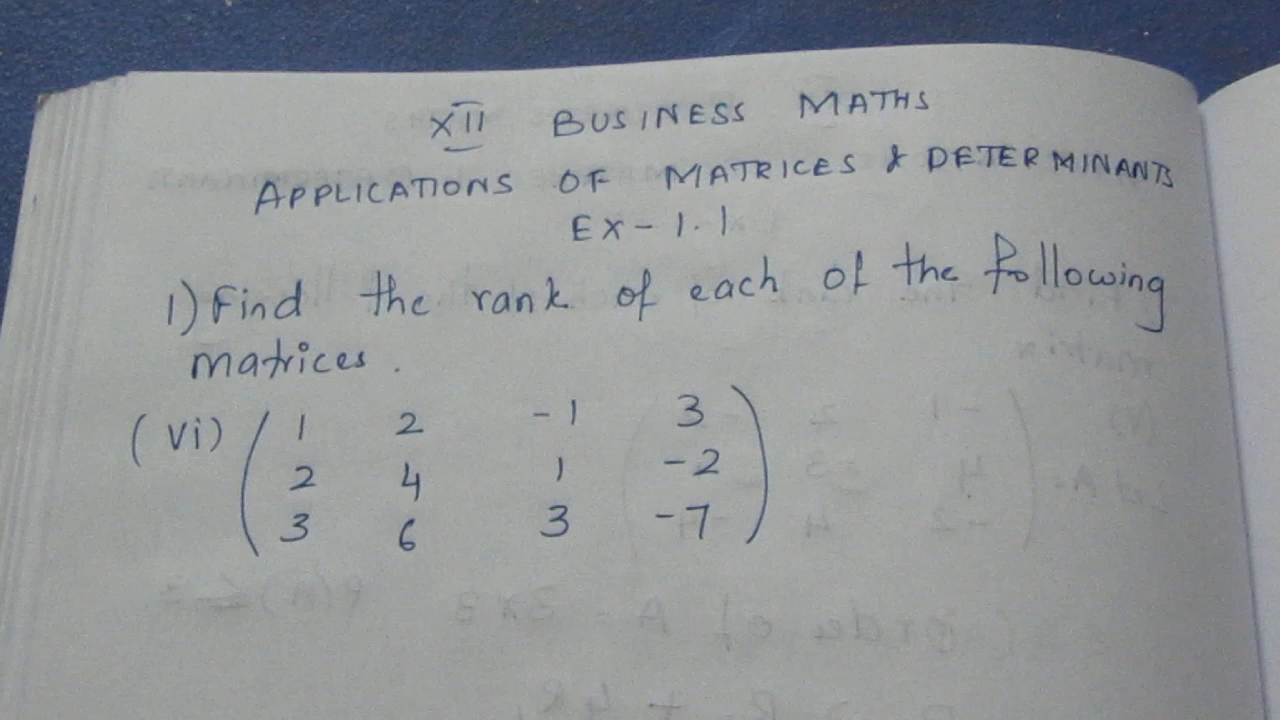 XII BUSINESS MATHS
APPLICATIONS OF MATRICES & DETERMINANTS
EX-1.1
1) Find the rank of each of the following
matrices.
(vi) ( 1 2 -1 3
2 4 1 -2
3 6 3 -7 )